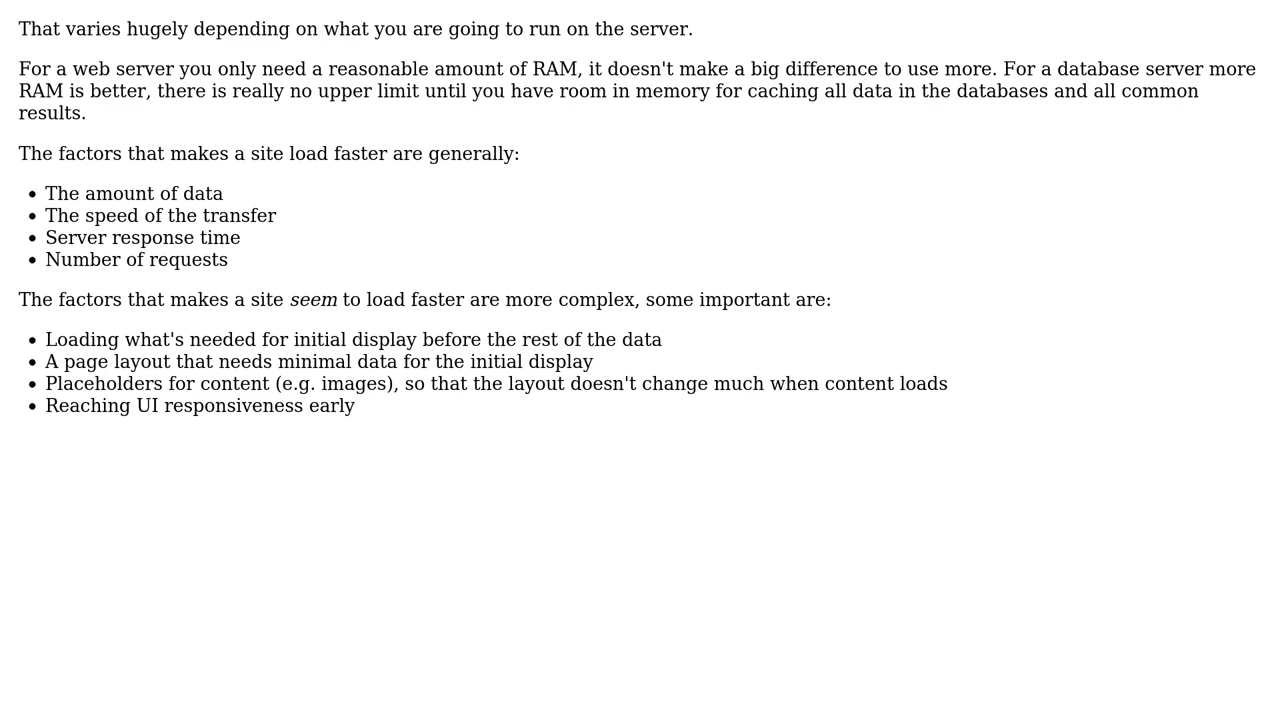 That varies hugely depending on what you are going to run on the server.
For a web server you only need a reasonable amount of RAM, it doesn't make a big difference to use more. For a database server more
RAM is better, there is really no upper limit until you have room in memory for caching all data in the databases and all common
results.
The factors that makes a site load faster are generally:
• The amount of data
• The speed of the transfer
• Server response time
• Number of requests
The factors that makes a site seem to load faster are more complex, some important are:
• Loading what's needed for initial display before the rest of the data
• A page layout that needs minimal data for the initial display
• Placeholders for content (e.g. images), so that the layout doesn't change much when content loads
• Reaching UI responsiveness early